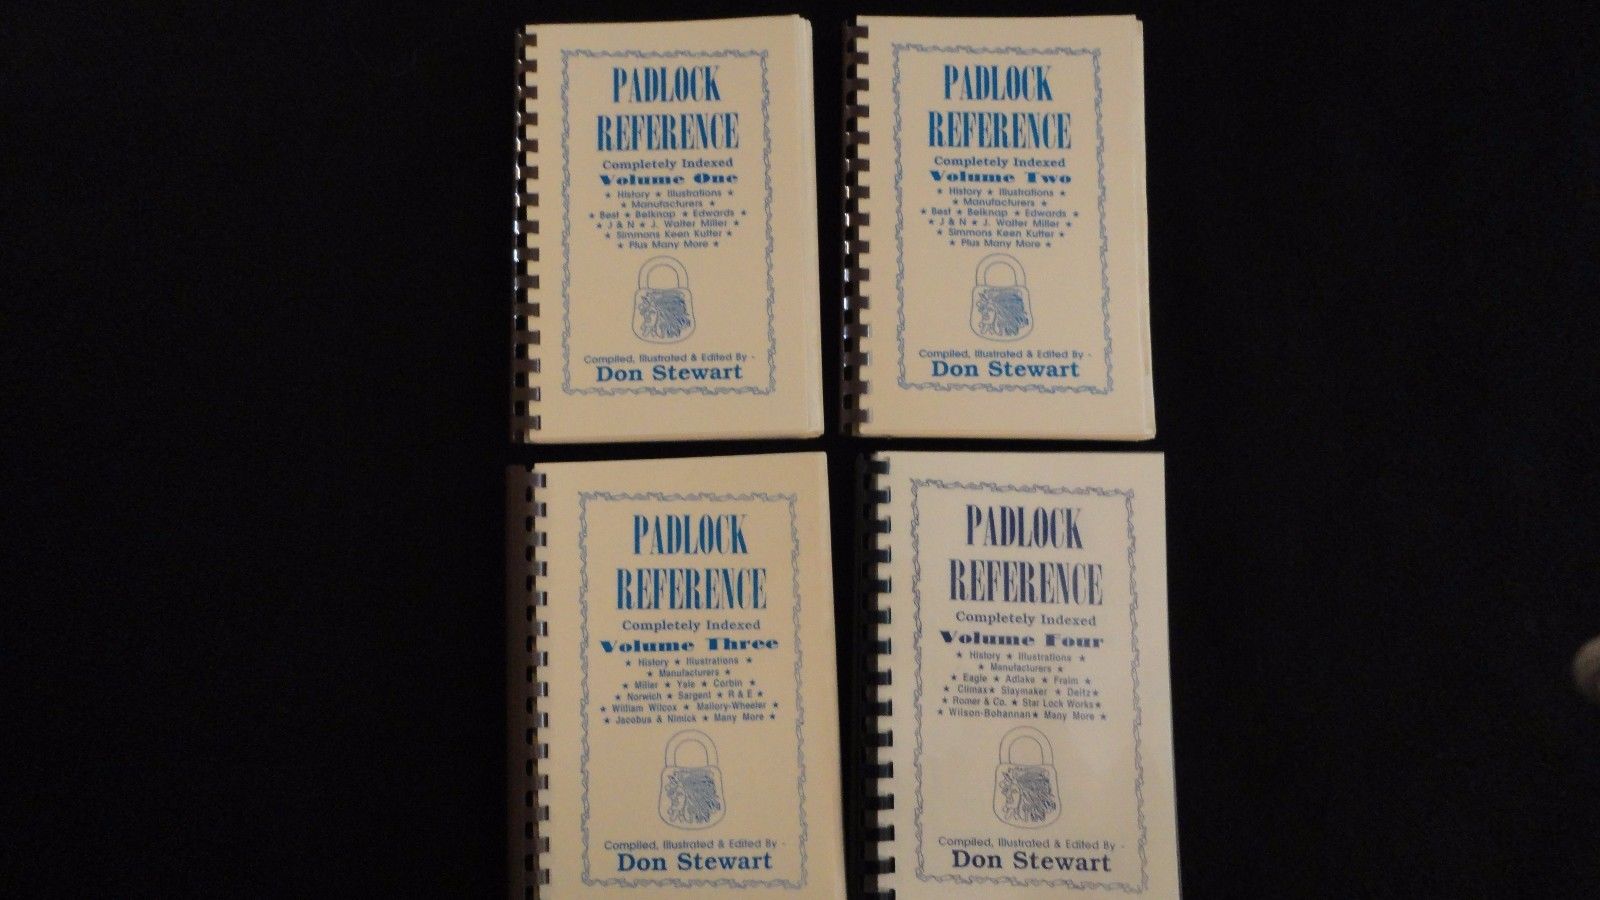 PADLOCK
REFERENCE
Completely Indexed
Volume One
★ History ★ Illustrations ★
★ Manufacturers ★
★ Best ★ Belknap ★ Edwards ★
★ J & N ★ J. Walter Miller ★
★ Simmons Keen Kutter ★
★ Plus Many More ★
Compiled, Illustrated & Edited By -
Don Stewart
PADLOCK
REFERENCE
Completely Indexed
Volume Two
★ History ★ Illustrations ★
★ Manufacturers ★
★ Best ★ Belknap ★ Edwards ★
★ J & N ★ J. Walter Miller ★
★ Simmons Keen Kutter ★
★ Plus Many More ★
Compiled, Illustrated & Edited By -
Don Stewart
PADLOCK
REFERENCE
Completely Indexed
Volume Three
★ History ★ Illustrations ★
★ Manufacturers ★
★ Miller ★ Yale ★ Corbin ★
★ Norwich ★ Sargent ★ R & E ★
★ William Wilcox ★ Mallory-Wheeler ★
★ Jacobus & Nimick ★ Many More ★
Compiled, Illustrated & Edited By -
Don Stewart
PADLOCK
REFERENCE
Completely Indexed
Volume Four
★ History ★ Illustrations ★
★ Manufacturers ★
★ Eagle ★ Adlake ★ Fraim ★
★ Climax★ Slaymaker ★ Deitz★
★ Romer & Co. ★ Star Lock Works★
★ Wilson-Bohannan★ Many More ★
Compiled, Illustrated & Edited By -
Don Stewart